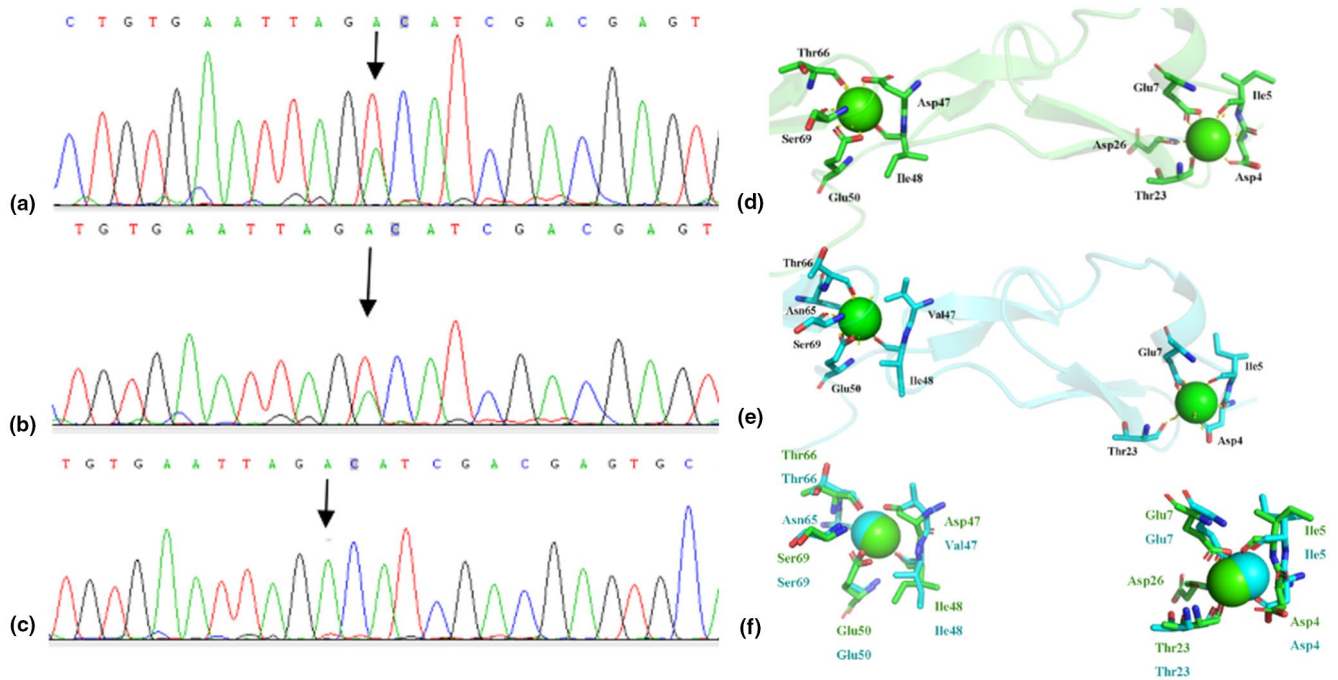 C T G T G A A T T A G A C A T C G A C G A G T
(a)
T G T G A A T T A G A C A T C G A C G A G T
(b)
T G T G A A T T A G A C A T C G A C G A G T G C
(c)
Thr66
Asp47
Ser69
Glu50
Ile48
Glu7
Ile5
Asp26
Thr23
Asp4
(d)
Thr66
Asn65
Val47
Ser69
Glu50
Ile48
Glu7
Ile5
Thr23
Asp4
(e)
Thr66
Thr66
Asn65
Ser69
Ser69
Asp47
Val47
Ile48
Ile48
Glu50
Glu50
Glu7
Glu7
Ile5
Ile5
Asp26
Asp4
Asp4
Thr23
Thr23
(f)